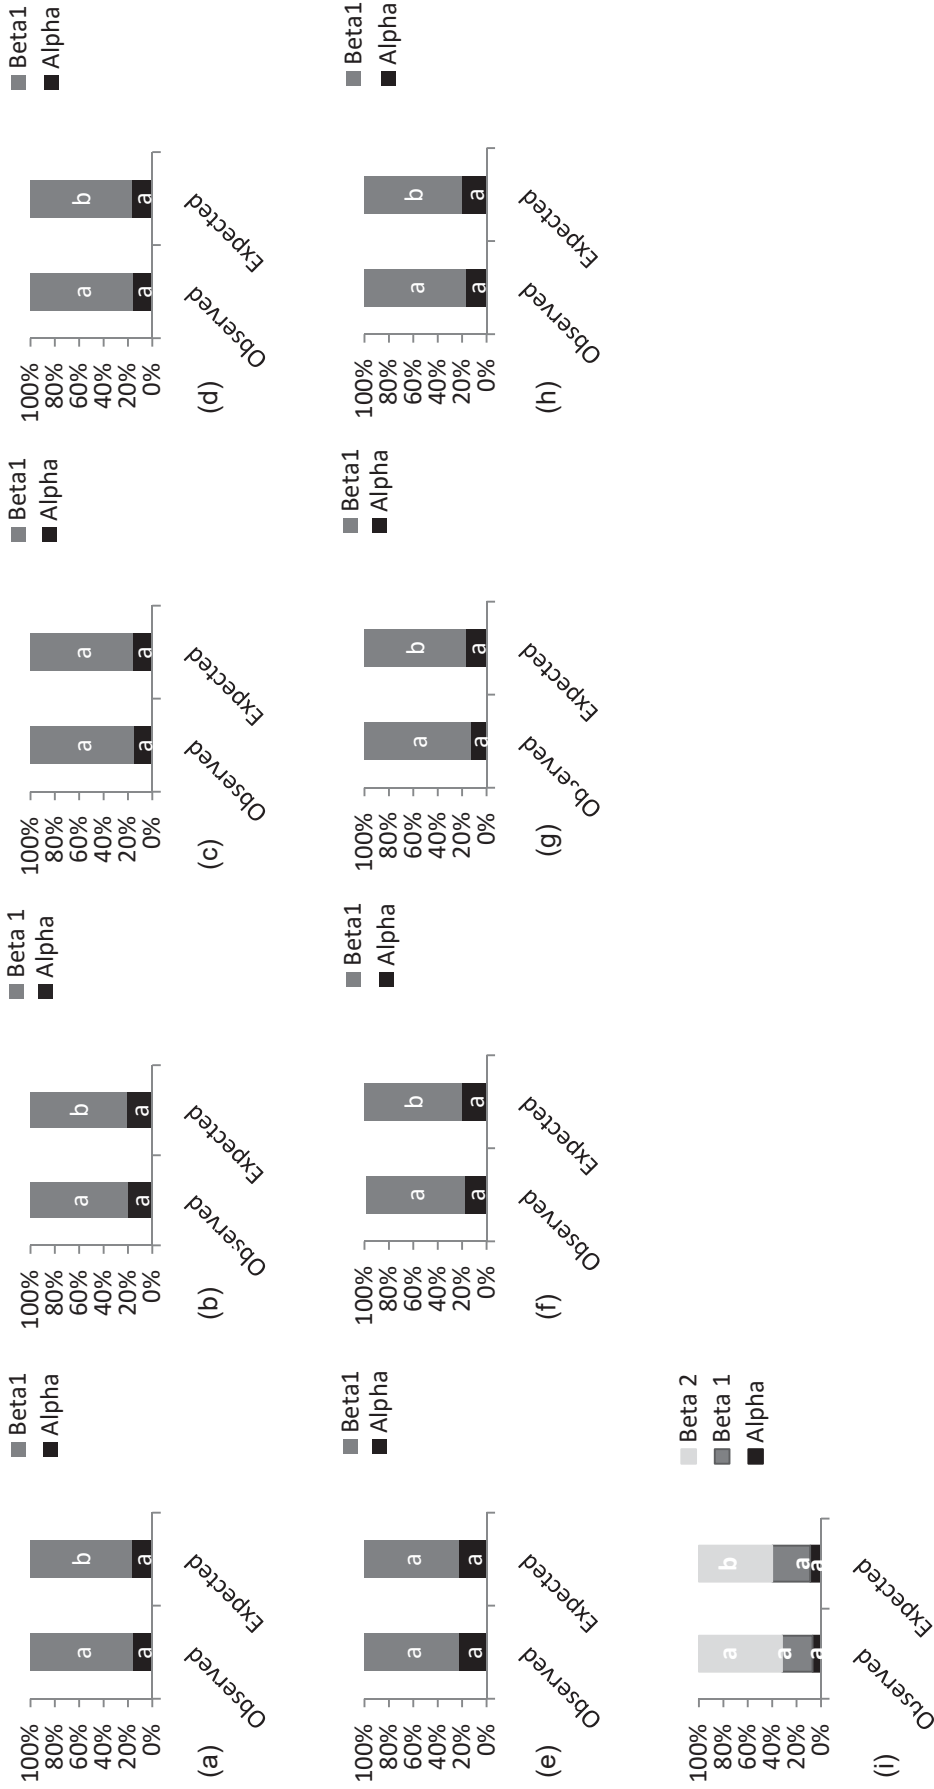 100%
80%
60%
40%
20%
0%
a
b
a
a
Observed
Expected
Beta1
Alpha
(a)
100%
80%
60%
40%
20%
0%
a
b
a
a
Observed
Expected
Beta 1
Alpha
(b)
100%
80%
60%
40%
20%
0%
a
a
a
a
Observed
Expected
Beta1
Alpha
(c)
100%
80%
60%
40%
20%
0%
a
b
a
a
Observed
Expected
Beta1
Alpha
(d)
100%
80%
60%
40%
20%
0%
a
a
a
a
Observed
Expected
Beta1
Alpha
(e)
100%
80%
60%
40%
20%
0%
a
b
a
a
Observed
Expected
Beta1
Alpha
(f)
100%
80%
60%
40%
20%
0%
a
b
a
a
Observed
Expected
Beta1
Alpha
(g)
100%
80%
60%
40%
20%
0%
a
b
a
a
Observed
Expected
Beta1
Alpha
(h)
100%
80%
60%
40%
20%
0%
a
b
a
a
a
a
Observed
Expected
Beta 2
Beta 1
Alpha
(i)